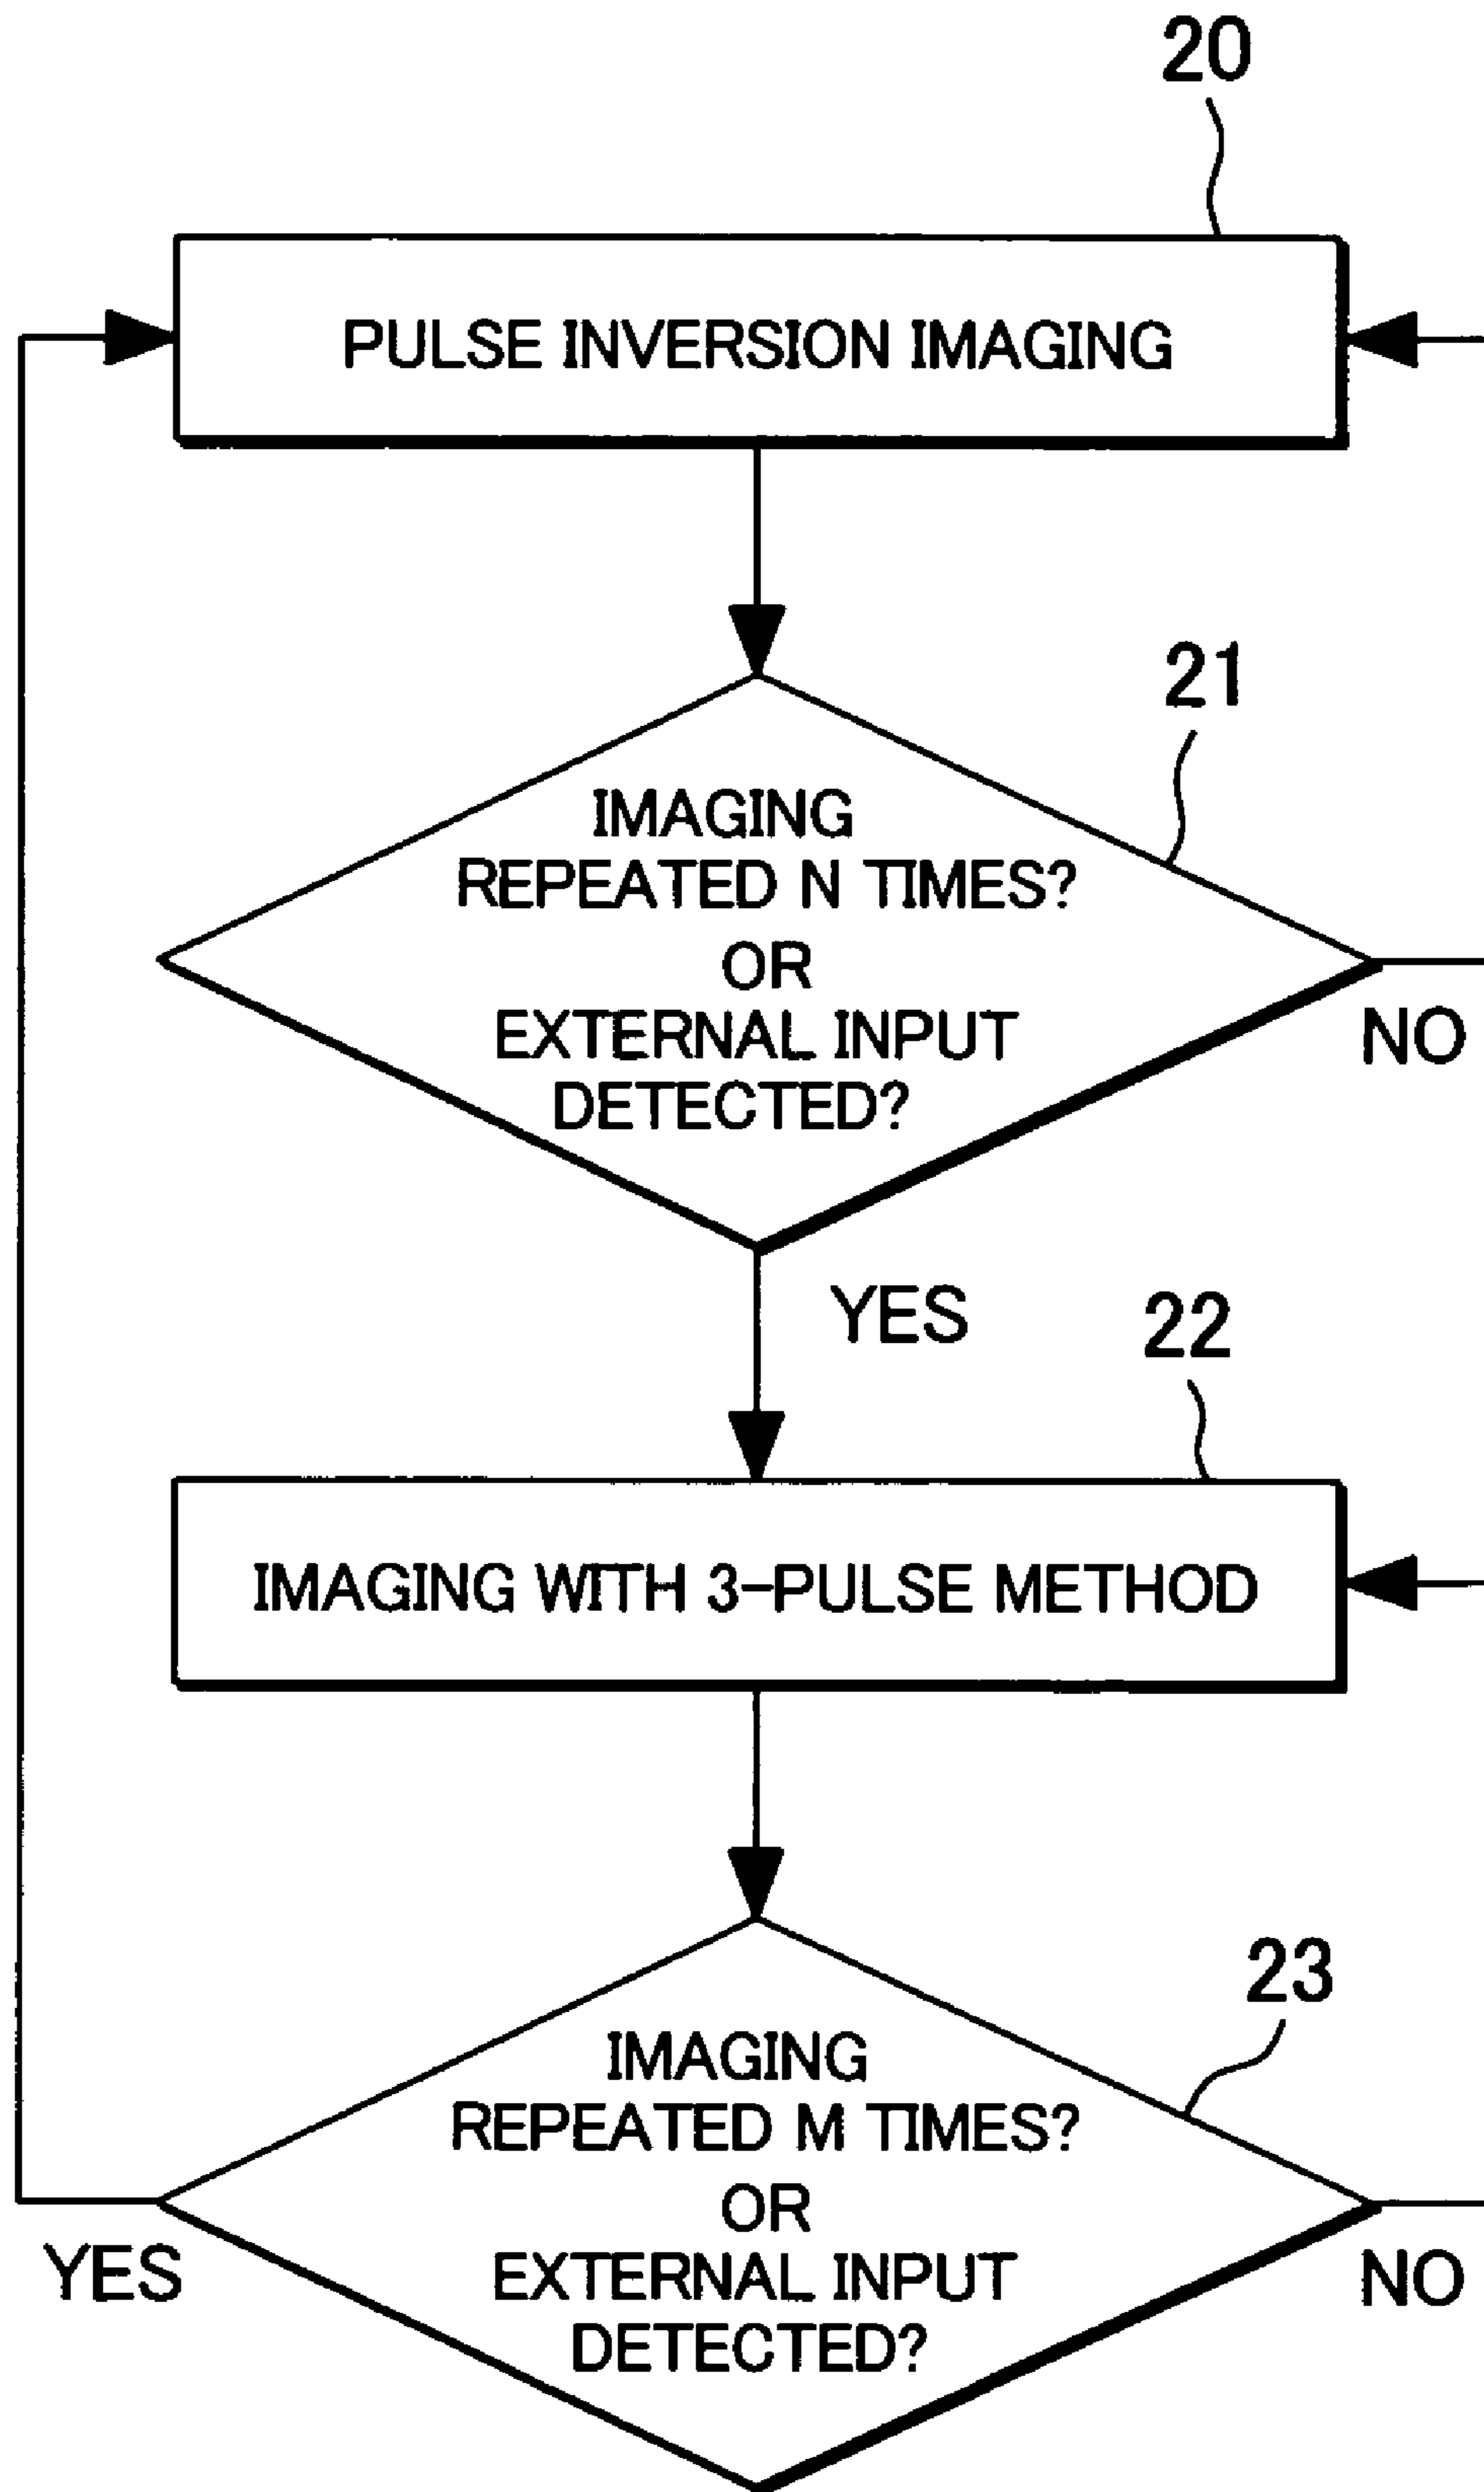 20
PULSE INVERSION IMAGING
21
IMAGING
REPEATED N TIMES?
OR
EXTERNAL INPUT
DETECTED?
NO
YES
22
IMAGING WITH 3-PULSE METHOD
23
IMAGING
REPEATED M TIMES?
OR
EXTERNAL INPUT
DETECTED?
YES
NO